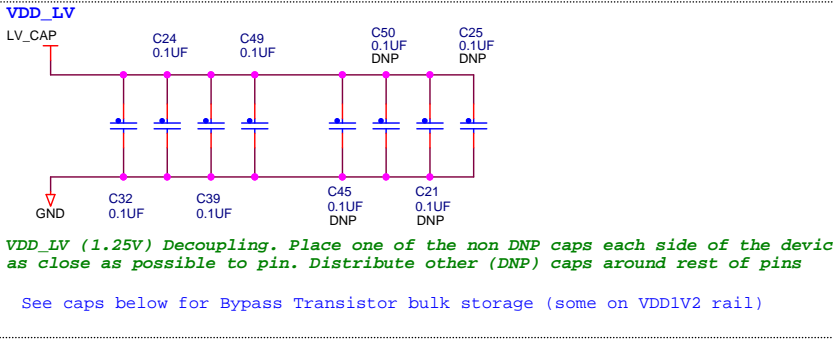 VDD_LV
LV_CAP
C24
0.1UF
C49
0.1UF
C50
0.1UF
DNP
C25
0.1UF
DNP
GND
C32
0.1UF
C39
0.1UF
C45
0.1UF
DNP
C21
0.1UF
DNP
VDD_LV (1.25V) Decoupling. Place one of the non DNP caps each side of the devic
as close as possible to pin. Distribute other (DNP) caps around rest of pins
See caps below for Bypass Transistor bulk storage (some on VDD1V2 rail)